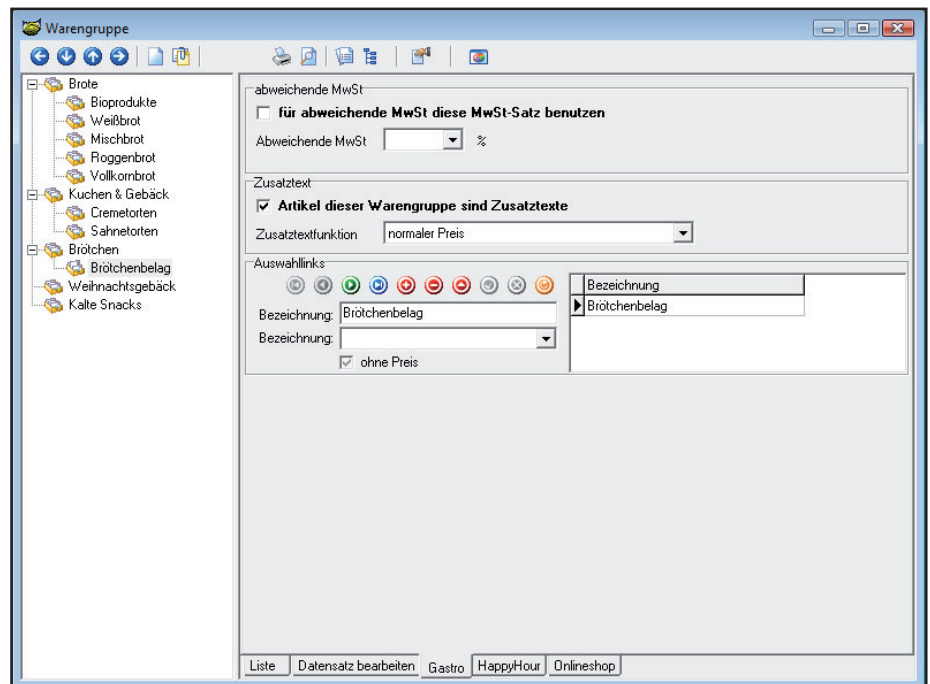 Warengruppe
Brote
Bioprodukte
Weißbrot
Mischbrot
Roggenbrot
Vollkornbrot
Kuchen & Gebäck
Cremetorten
Sahnetorten
Brötchen
Brötchenbelag
Weihnachtsgebäck
Kalte Snacks
abweichende MwSt
für abweichende MwSt diese MwSt-Satz benutzen
Abweichende MwSt %
Zusatztext
Artikel dieser Warengruppe sind Zusatztexte
Zusatztextfunktion normaler Preis
Auswahllinks
Bezeichnung: Brötchenbelag
Bezeichnung:
ohne Preis
Bezeichnung
Brötchenbelag
Liste Datensatz bearbeiten Gastro HappyHour Onlineshop